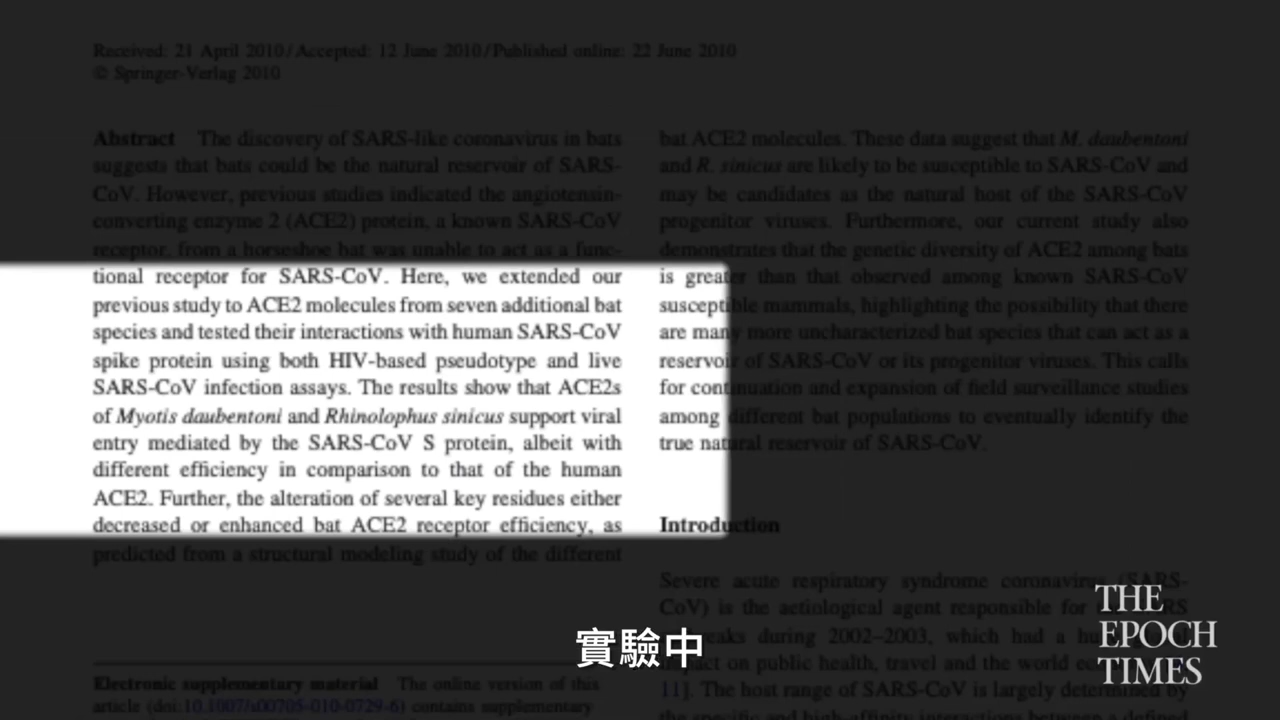 Received: 21 April 2010 / Accepted: 12 June 2010 / Published online: 22 June 2010
© Springer-Verlag 2010
Abstract The discovery of SARS-like coronavirus in bats
suggests that bats could be the natural reservoir of SARS-
CoV. However, previous studies indicated the angiotensin-
converting enzyme 2 (ACE2) protein, a known SARS-CoV
receptor, from a horseshoe bat was unable to act as a func-
tional receptor for SARS-CoV. Here, we extended our
previous study to ACE2 molecules from seven additional bat
species and tested their interactions with human SARS-CoV
spike protein using both HIV-based pseudotype and live
SARS-CoV infection assays. The results show that ACE2s
of Myotis daubentoni and Rhinolophus sinicus support viral
entry mediated by the SARS-CoV S protein, albeit with
different efficiency in comparison to that of the human
ACE2. Further, the alteration of several key residues either
decreased or enhanced bat ACE2 receptor efficiency, as
predicted from a structural modeling study of the different
Electronic supplementary material The online version of this
article (doi:10.1007/s00705-010-0729-6) contains supplementary
bat ACE2 molecules. These data suggest that M. daubentoni
and R. sinicus are likely to be susceptible to SARS-CoV and
may be candidates as the natural host of the SARS-CoV
progenitor viruses. Furthermore, our current study also
demonstrates that the genetic diversity of ACE2 among bats
is greater than that observed among known SARS-CoV
susceptible mammals, highlighting the possibility that there
are many more uncharacterized bat species that can act as a
reservoir of SARS-CoV or its progenitor viruses. This calls
for continuation and expansion of field surveillance studies
among different bat populations to eventually identify the
true natural reservoir of SARS-CoV.
Introduction
Severe acute respiratory syndrome coronavirus (SARS-
CoV) is the aetiological agent responsible for
during 2002–2003, which had a
on public health, travel and the world
11]. The host range of SARS-CoV is largely determined by
the specific and high-affinity interactions between a defined
實驗中
THE
EPOCH
TIMES